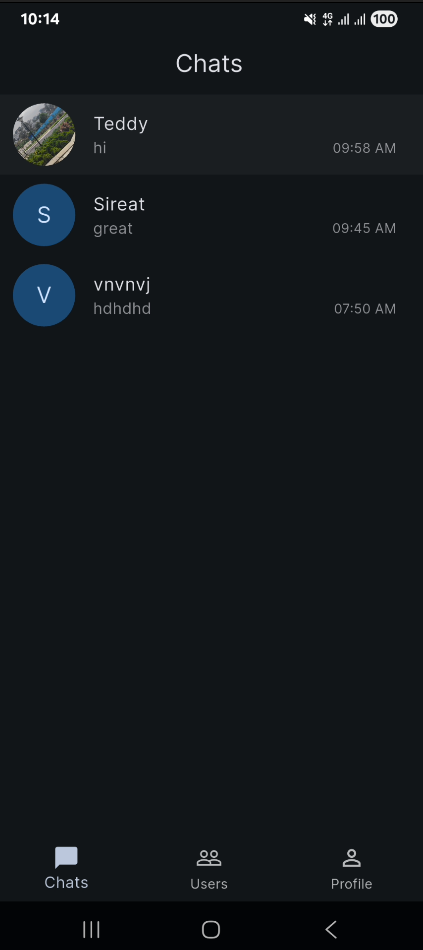 10:14
4G
100
Chats
Teddy
hi
09:58 AM
S
Sireat
great
09:45 AM
V
vnvnvj
hdhdhd
07:50 AM
Chats
Users
Profile